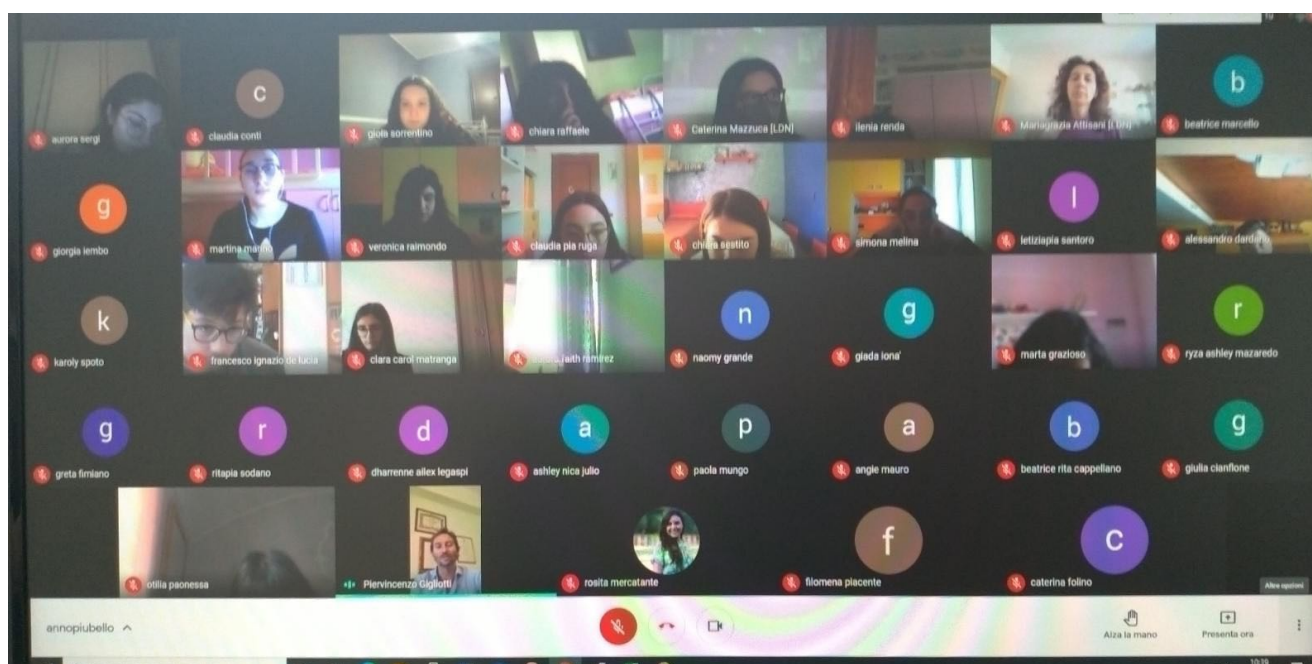 aurora sergi
c
claudia conti
gioia sorrentino
chiara raffaele
Caterina Mazzuca [LDN]
ilenia renda
Mariagrazia Attisani [LDN]
b
beatrice marcello
g
giorgia iembo
martina marino
veronica raimondo
claudia pia ruga
chiara sestito
simona melina
l
letiziapia santoro
alessandro dardano
k
karoly spoto
francesco ignazio de lucia
clara carol matranga
faith ramirez
n
naomy grande
g
giada iona'
marta grazioso
r
ryza ashley mazaredo
g
greta fimiano
r
ritapia sodano
d
dharrenne allex legaspi
a
ashley nica julio
p
paola mungo
a
angie mauro
b
beatrice rita cappellano
g
giulia cianflone
otilia paonessa
Piervincenzo Gigliotti
rosita mercatante
f
filomena piacente
c
caterina folino
Altre opzioni
annopiubello
Alza la mano
Presenta ora
10:39